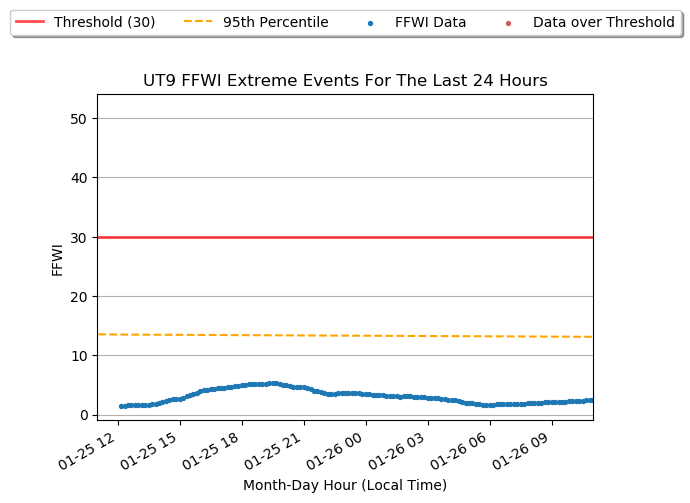 Threshold (30) 95th Percentile FFWI Data Data over Threshold
UT9 FFWI Extreme Events For The Last 24 Hours
50
40
30
20
10
0
FFWI
01-25 12 01-25 15 01-25 18 01-25 21 01-26 00 01-26 03 01-26 06 01-26 09
Month-Day Hour (Local Time)